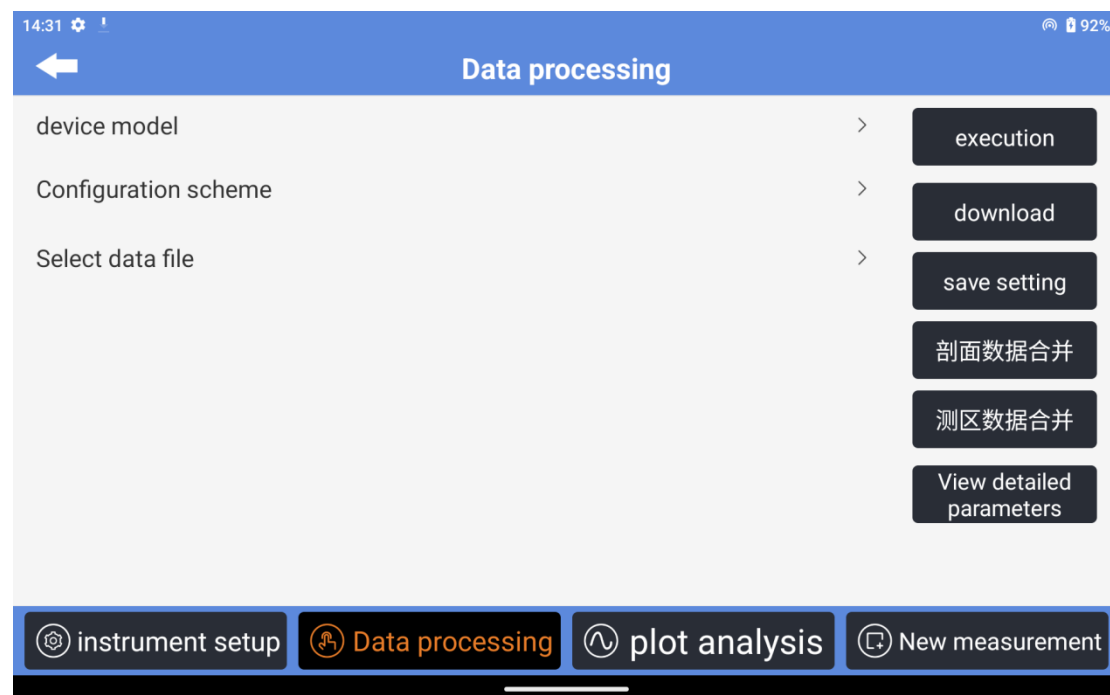 14:31
92%
Data processing
device model
execution
Configuration scheme
download
Select data file
save setting
剖面数据合并
测区数据合并
View detailed
parameters
instrument setup
Data processing
plot analysis
New measurement